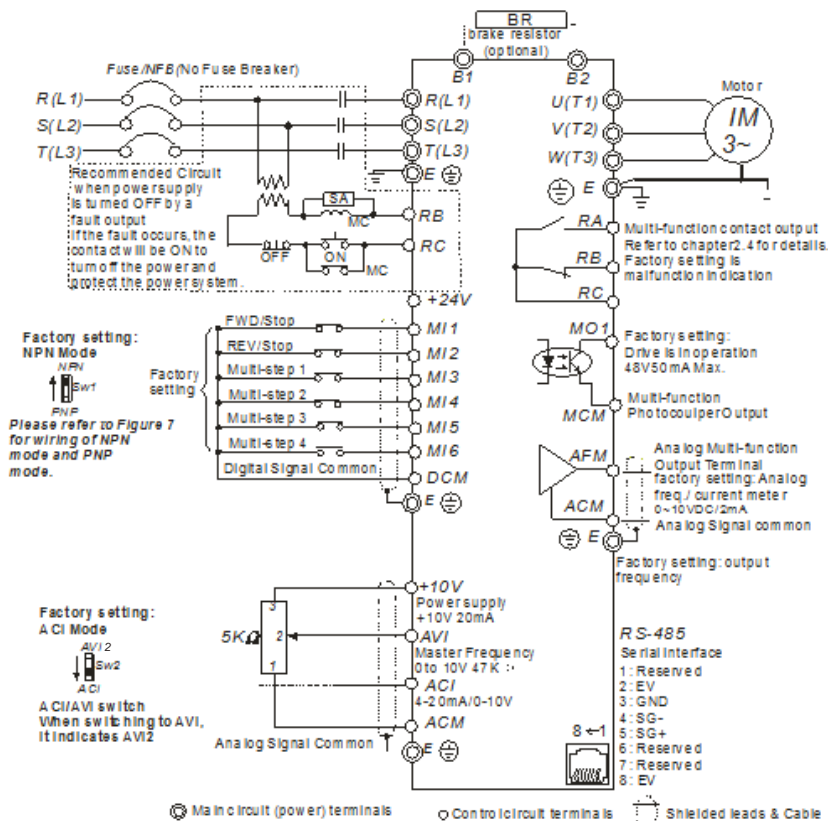 BR
brake resistor
(optional)
B1
B2
Fuse/NFB(No Fuse Breaker)
R(L1)
S(L2)
T(L3)
R(L1)
S(L2)
T(L3)
E
Recommended Circuit
when power supply
is turned OFF by a
fault output
If the fault occurs, the
contact will be ON to
turn off the power and
protect the power system.
SA
MC
OFF
ON
MC
RB
RC
U(T1)
V(T2)
W(T3)
E
Motor
IM
3~
RA
RB
RC
Multi-function contact output
Refer to chapter2.4 for details.
Factory setting is
malfunction indication
+24V
Factory setting:
NPN Mode
NPN
Sw1
PNP
Please refer to Figure 7
for wiring of NPN
mode and PNP
mode.
Factory
setting
FWD/Stop
MI1
REV/Stop
MI2
Multi-step 1
MI3
Multi-step 2
MI4
Multi-step 3
MI5
Multi-step 4
MI6
Digital Signal Common
DCM
E
MO1
Factory setting:
Drive is in operation
48V50mA Max.
MCM
Multi-function
Photocoulper Output
AFM
Analog Multi-function
Output Terminal
factory setting: Analog
freq./ current meter
0~10VDC/2mA
ACM
Analog Signal common
E
Factory setting: output
frequency
Factory setting:
ACI Mode
AVI2
Sw2
ACI
ACI/AVI switch
When switching to AVI,
it indicates AVI2
5KΩ
3
2
1
+10V
Power supply
+10V 20mA
AVI
Master Frequency
0 to 10V 47K
ACI
4-20mA/0-10V
ACM
Analog Signal Common
E
RS-485
Serial Interface
1: Reserved
2: EV
3: GND
4: SG-
5: SG+
6: Reserved
7: Reserved
8: EV
8←1
Main circuit (power) terminals
Control circuit terminals
Shielded leads & Cable